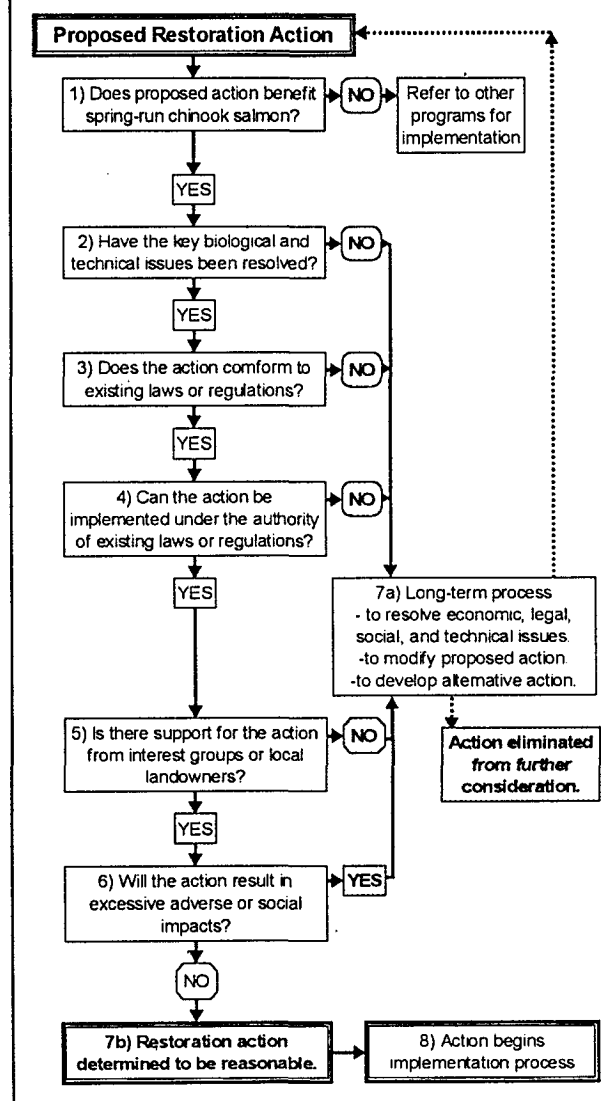 Proposed Restoration Action
1) Does proposed action benefit
spring-run chinook salmon?
NO
Refer to other
programs for
implementation
YES
2) Have the key biological and
technical issues been resolved?
NO
YES
3) Does the action comform to
existing laws or regulations?
NO
YES
4) Can the action be
implemented under the authority
of existing laws or regulations?
NO
YES
7a) Long-term process
- to resolve economic, legal,
social, and technical issues.
-to modify proposed action
-to develop alternative action.
5) Is there support for the action
from interest groups or local
landowners?
NO
Action eliminated
from further
consideration.
YES
6) Will the action result in
excessive adverse or social
impacts?
YES
NO
7b) Restoration action
determined to be reasonable.
8) Action begins
implementation process